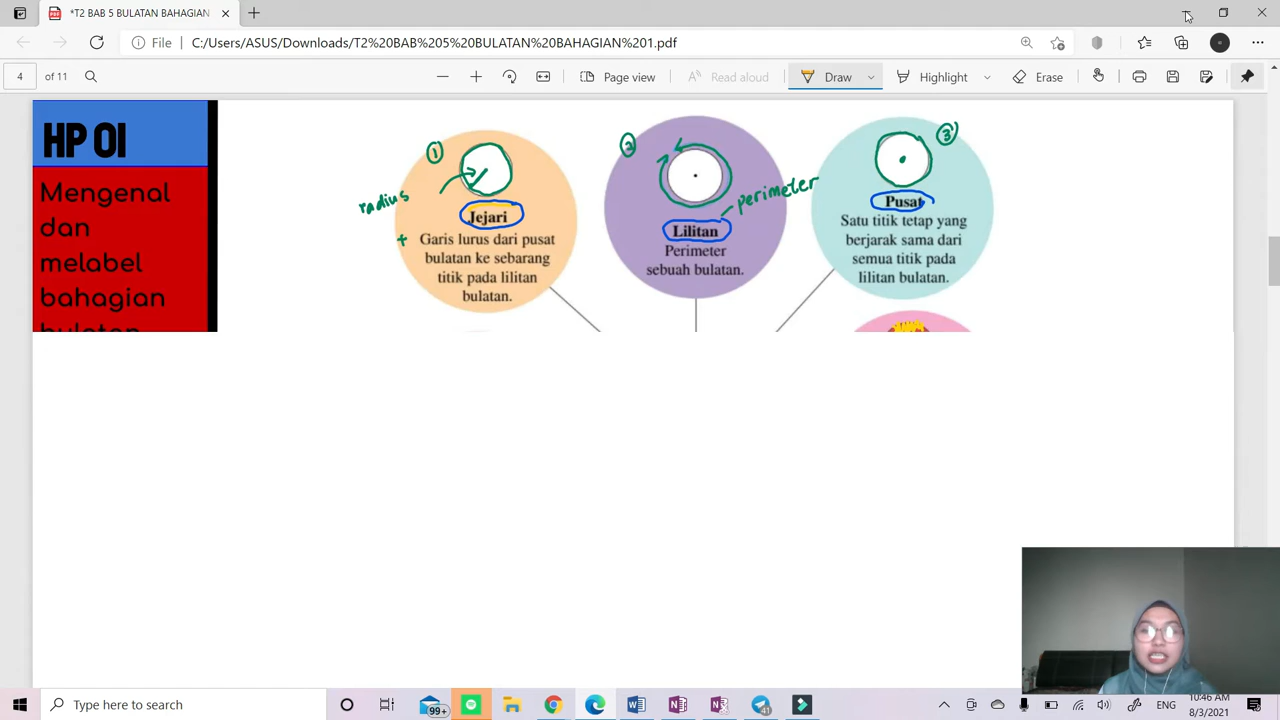 *T2 BAB 5 BULATAN BAHAGIAN
File
C:/Users/ASUS/Downloads/T2%20BAB%205%20BULATAN%20BAHAGIAN%201.pdf
4 of 11
Page view
Read aloud
Draw
Highlight
Erase
HP 01
Mengenal
dan
melabel
bahagian
bulatan
1
radius
Jejari
+
Garis lurus dari pusat
bulatan ke sebarang
titik pada lilitan
bulatan.
2
perimeter
Lilitan
Perimeter
sebuah bulatan.
3
Pusat
Satu titik tetap yang
berjarak sama dari
semua titik pada
lilitan bulatan.
Type here to search
99+
41
ENG
10:46 AM
8/3/2021